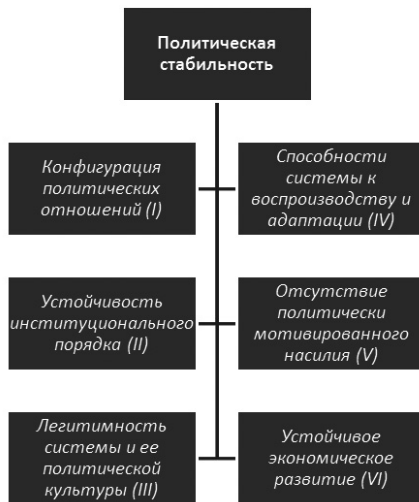 Политическая
стабильность
Конфигурация
политических
отношений (I)
Способности
системы к
воспроизводству и
адаптации (IV)
Устойчивость
институционального
порядка (II)
Отсутствие
политически
мотивированного
насилия (V)
Легитимность
системы и ее
политической
культуры (III)
Устойчивое
экономическое
развитие (VI)